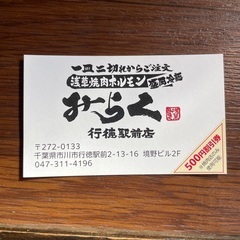 一皿二切れからご注文
浅草焼肉ホルモン
みらく
行徳駅前店
〒272-0133
千葉県市川市行徳駅前2-13-16 境野ビル2F
047-311-4196
500円割引券